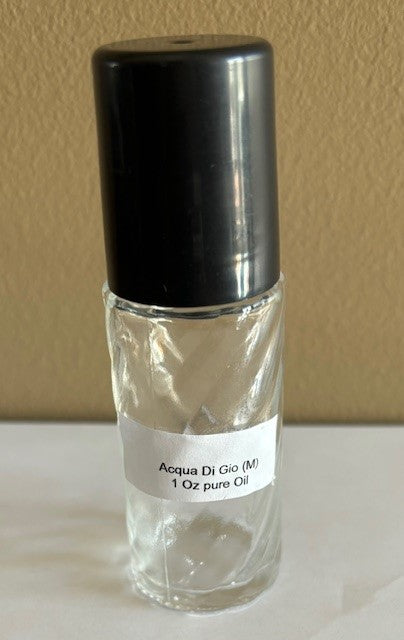 Acqua Di Gio (M)
1 Oz pure Oil